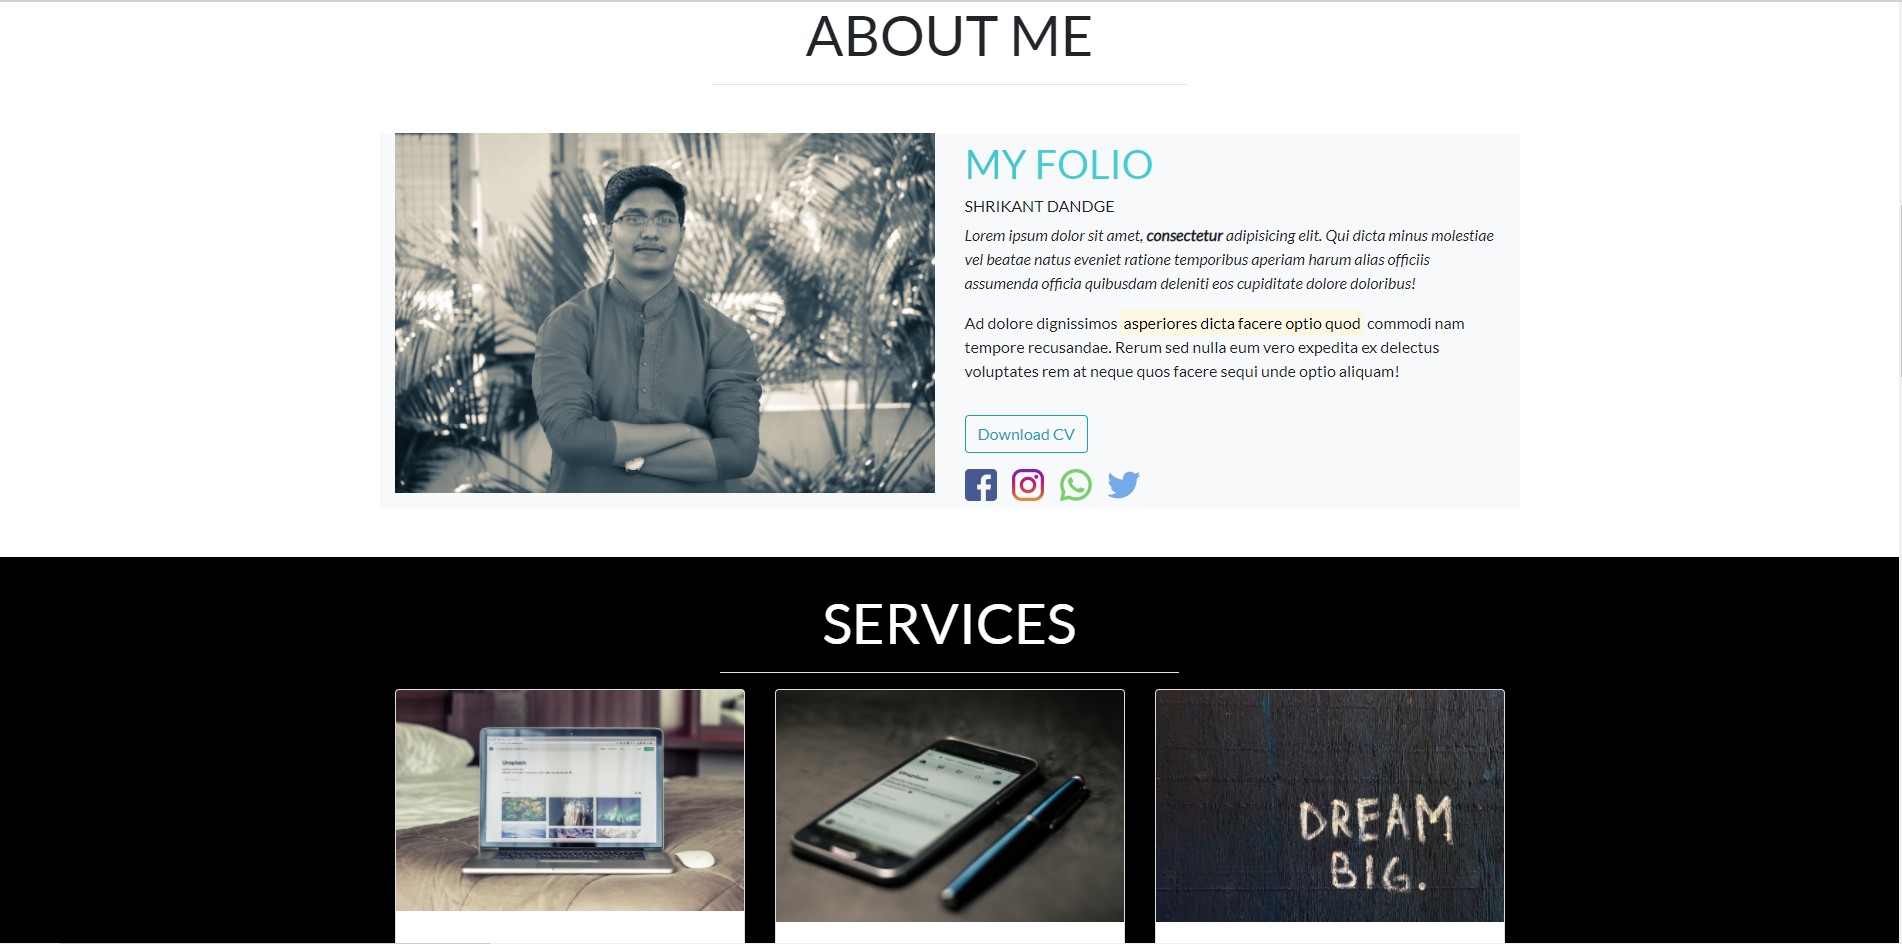 ABOUT ME
MY FOLIO
SHRIKANT DANDGE
Lorem ipsum dolor sit amet, consectetur adipisicing elit. Qui dicta minus molestiae
vel beatae natus eveniet ratione temporibus aperiam harum alias officiis
assumenda officia quibusdam deleniti eos cupiditate dolore doloribus!
Ad dolore dignissimos asperiores dicta facere optio quod commodi nam
tempore recusandae. Rerum sed nulla eum vero expedita ex delectus
voluptates rem at neque quos facere sequi unde optio aliquam!
Download CV
SERVICES
Unsplash
Unsplash
DREAM
BIG.